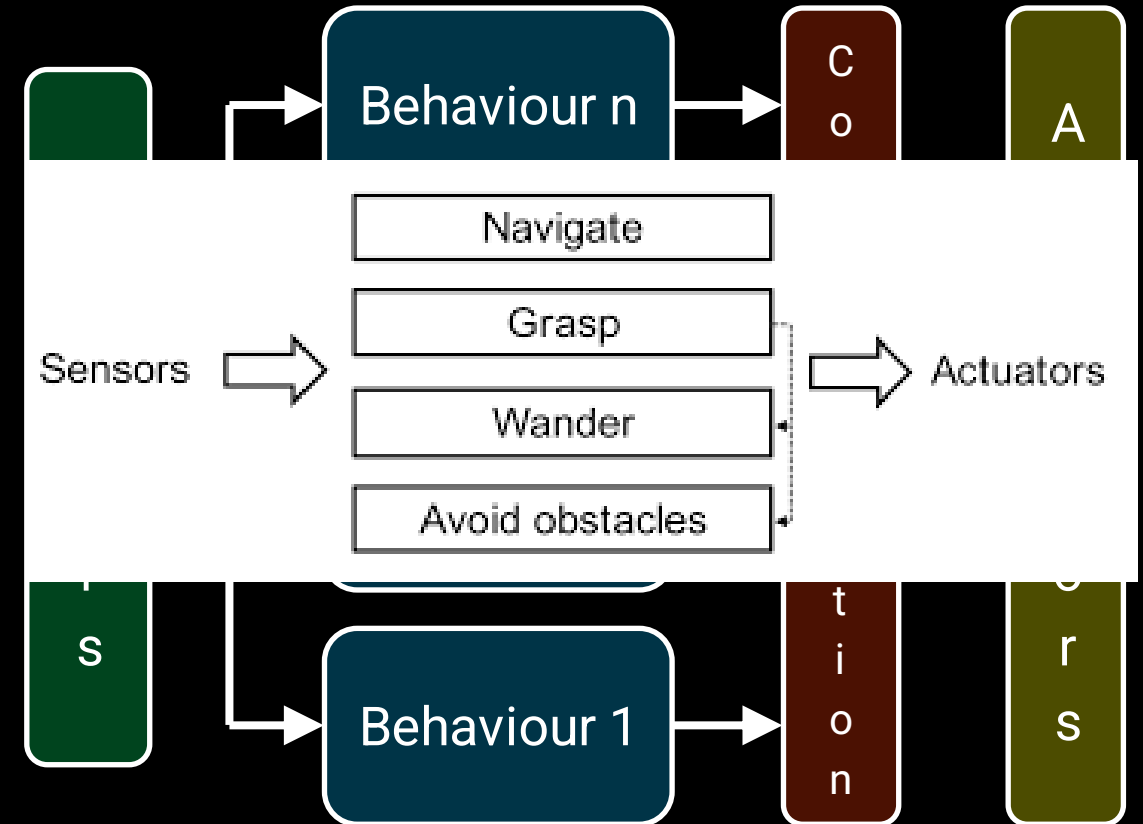 Behaviour n
C
o
A
Navigate
Grasp
Sensors
Actuators
Wander
Avoid obstacles
s
t
i
o
n
r
s
Behaviour 1